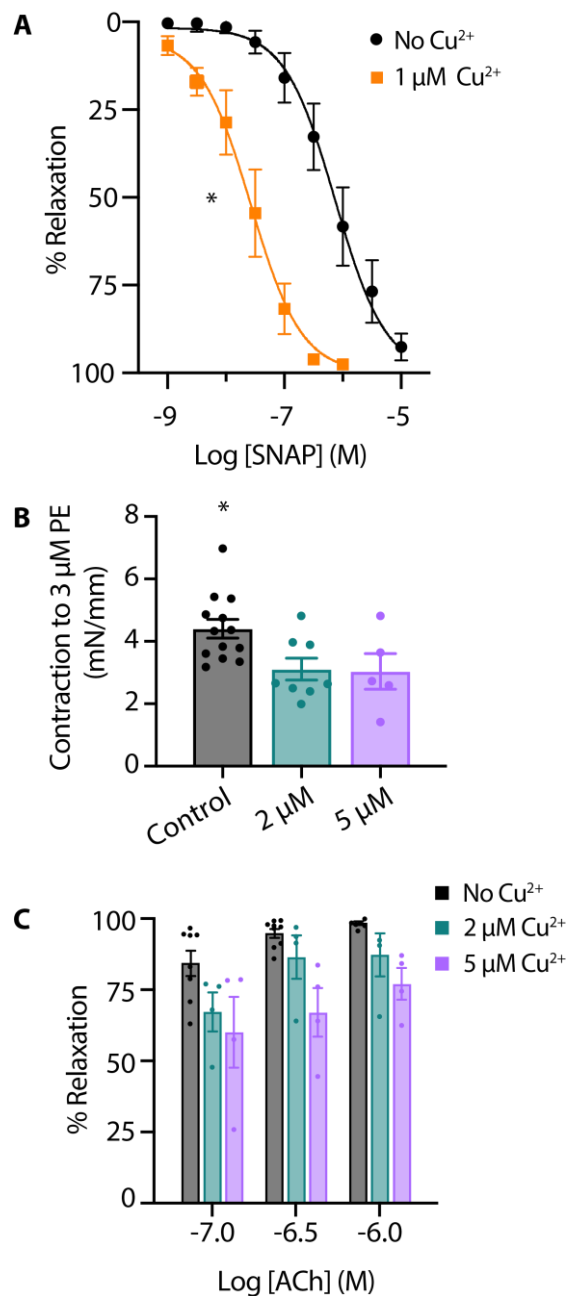 A
No Cu²⁺
1 µM Cu²⁺
% Relaxation
0
25
50
75
100
*
-9
-7
-5
Log [SNAP] (M)
B
*
Contraction to 3 µM PE
(mN/mm)
8
6
4
2
0
Control
2 µM
5 µM
C
No Cu²⁺
2 µM Cu²⁺
5 µM Cu²⁺
% Relaxation
100
75
50
25
0
-7.0
-6.5
-6.0
Log [ACh] (M)